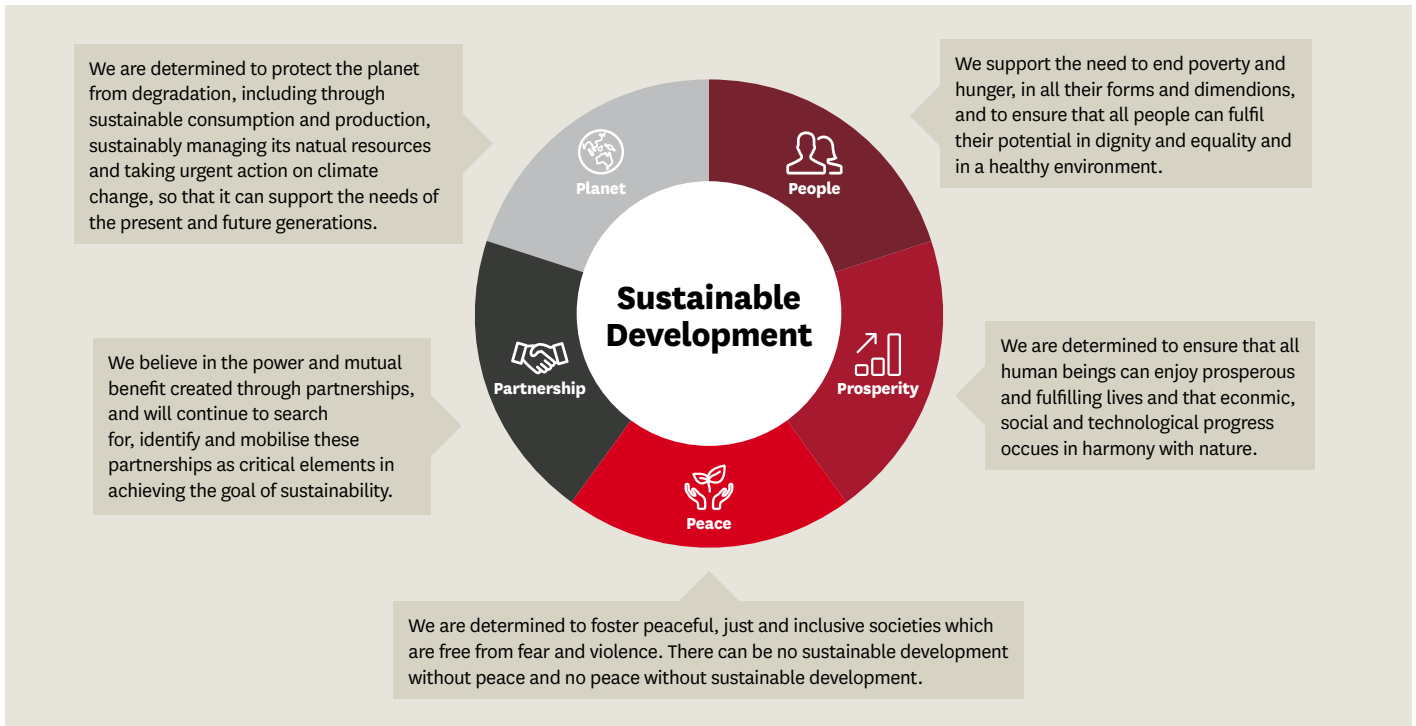 We are determined to protect the planet
from degradation, including through
sustainable consumption and production,
sustainably managing its natual resources
and taking urgent action on climate
change, so that it can support the needs of
the present and future generations.
We support the need to end poverty and
hunger, in all their forms and dimendions,
and to ensure that all people can fulfil
their potential in dignity and equality and
in a healthy environment.
Planet
People
Sustainable
Development
We believe in the power and mutual
benefit created through partnerships,
and will continue to search
for, identify and mobilise these
partnerships as critical elements in
achieving the goal of sustainability.
Partnership
Prosperity
We are determined to ensure that all
human beings can enjoy prosperous
and fulfilling lives and that econmic,
social and technological progress
occues in harmony with nature.
Peace
We are determined to foster peaceful, just and inclusive societies which
are free from fear and violence. There can be no sustainable development
without peace and no peace without sustainable development.